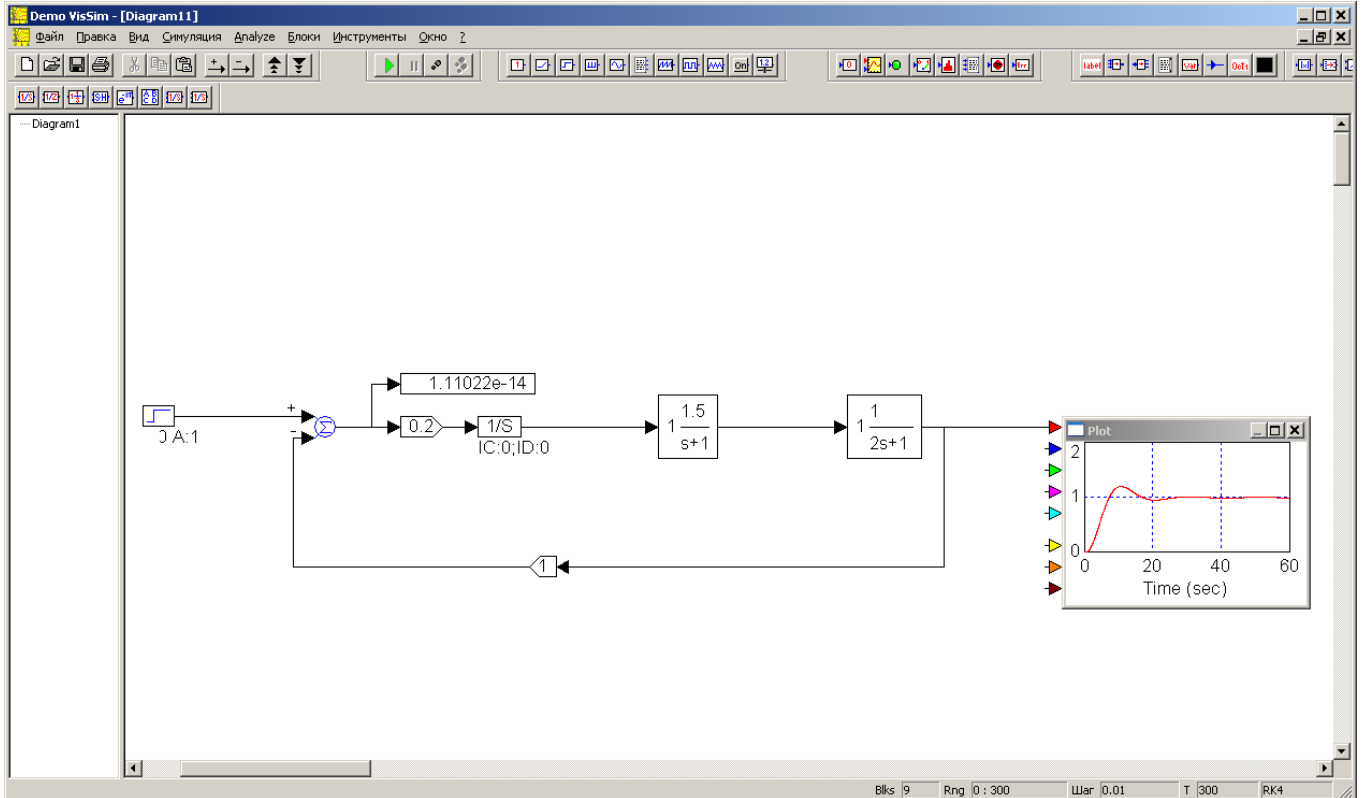 Demo VisSim - [Diagram11]
Файл Правка Вид Симуляция Analyze Блоки Инструменты Окно ?
Diagram1
1.11022e-14
+
-
Σ
0.2
1/S
IC:0;ID:0
A:1
1 1.5
s+1
1 1
2s+1
1
Plot
2
1
0
0 20 40 60
Time (sec)
Blks 9 Rng 0 : 300 Шаг 0.01 T 300 RK4